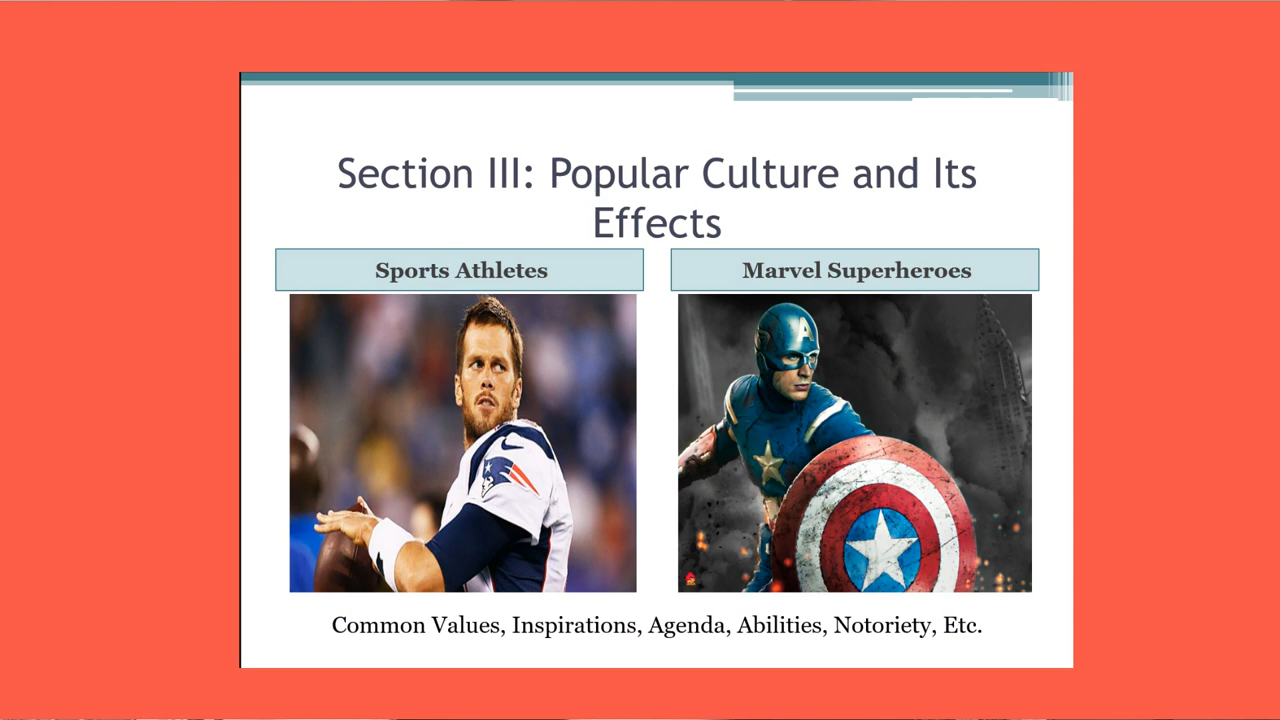 Section III: Popular Culture and Its
Effects
Sports Athletes
Marvel Superheroes
A
Common Values, Inspirations, Agenda, Abilities, Notoriety, Etc.